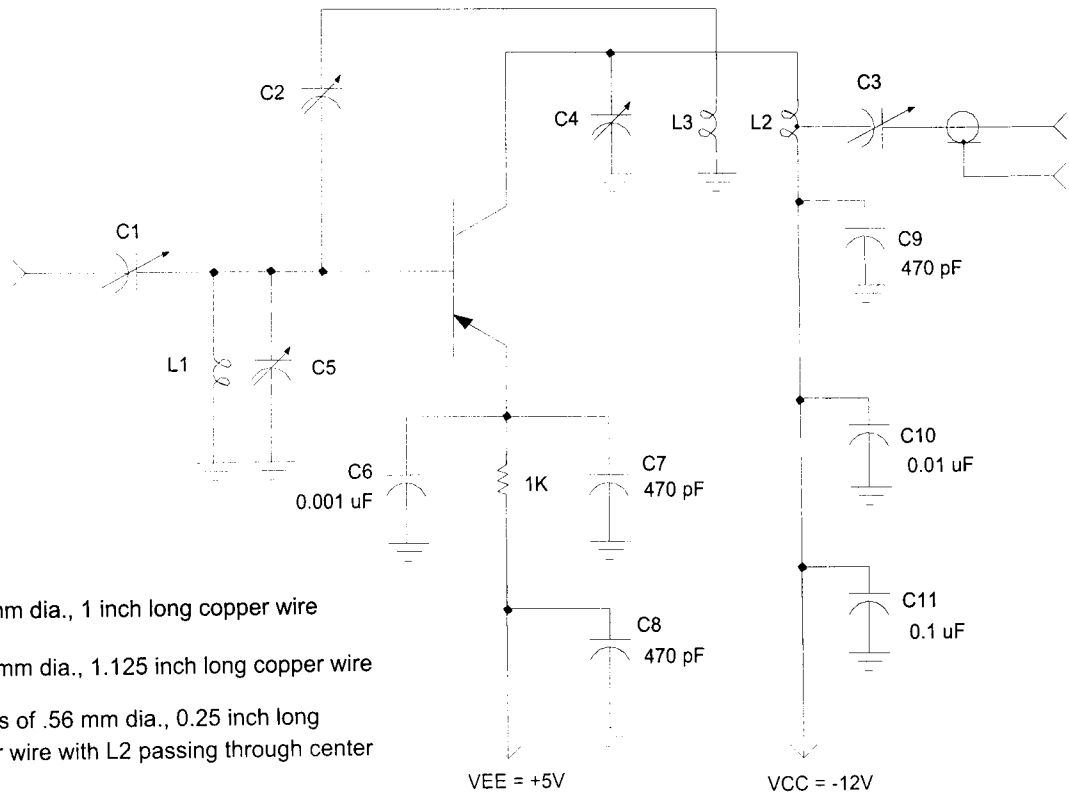 C2
C4
L3
L2
C3
C1
C9
470 pF
L1
C5
C10
0.01 uF
C6
0.001 uF
1K
C7
470 pF
C11
0.1 uF
C8
470 pF
mm dia., 1 inch long copper wire
mm dia., 1.125 inch long copper wire
s of .56 mm dia., 0.25 inch long
r wire with L2 passing through center
VEE = +5V
VCC = -12V